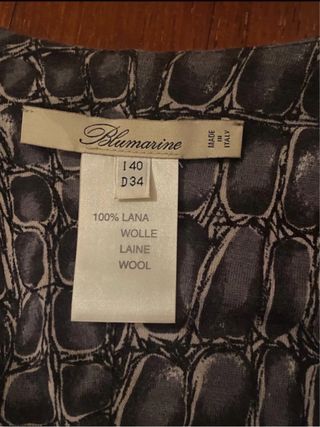 Blumarine
MADE
IN
ITALY
I 40
D 34
100% LANA
WOLLE
LAINE
WOOL